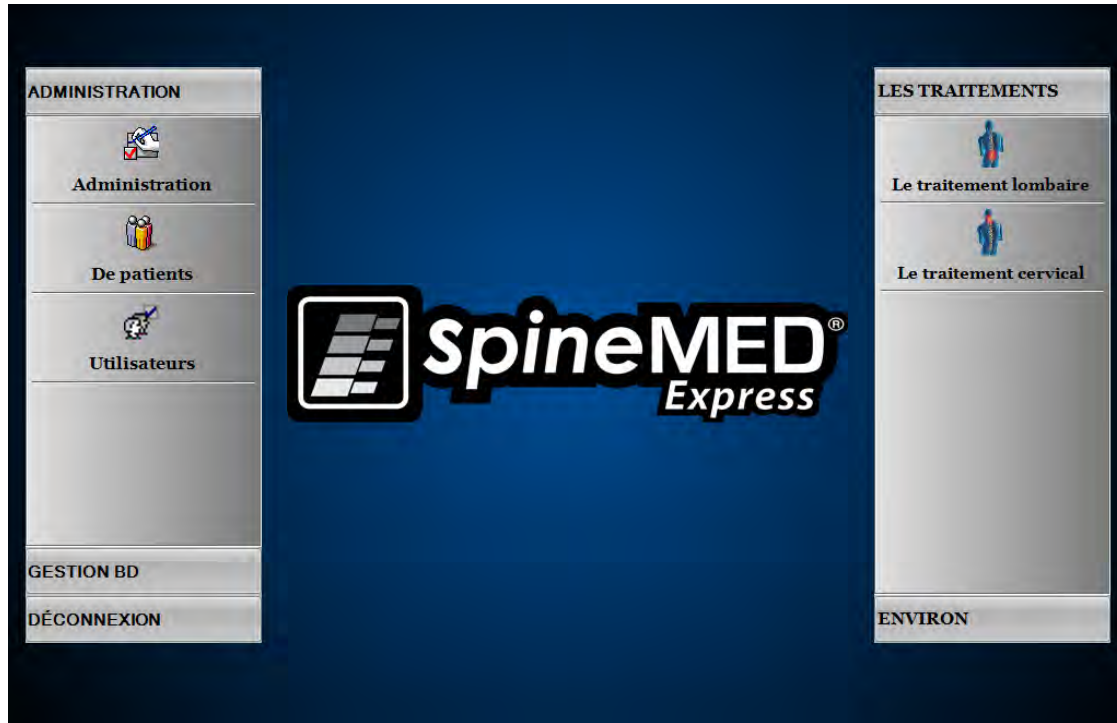 ADMINISTRATION
Administration
De patients
Utilisateurs
GESTION BD
DÉCONNEXION
SpineMED®
Express
LES TRAITEMENTS
Le traitement lombaire
Le traitement cervical
ENVIRON